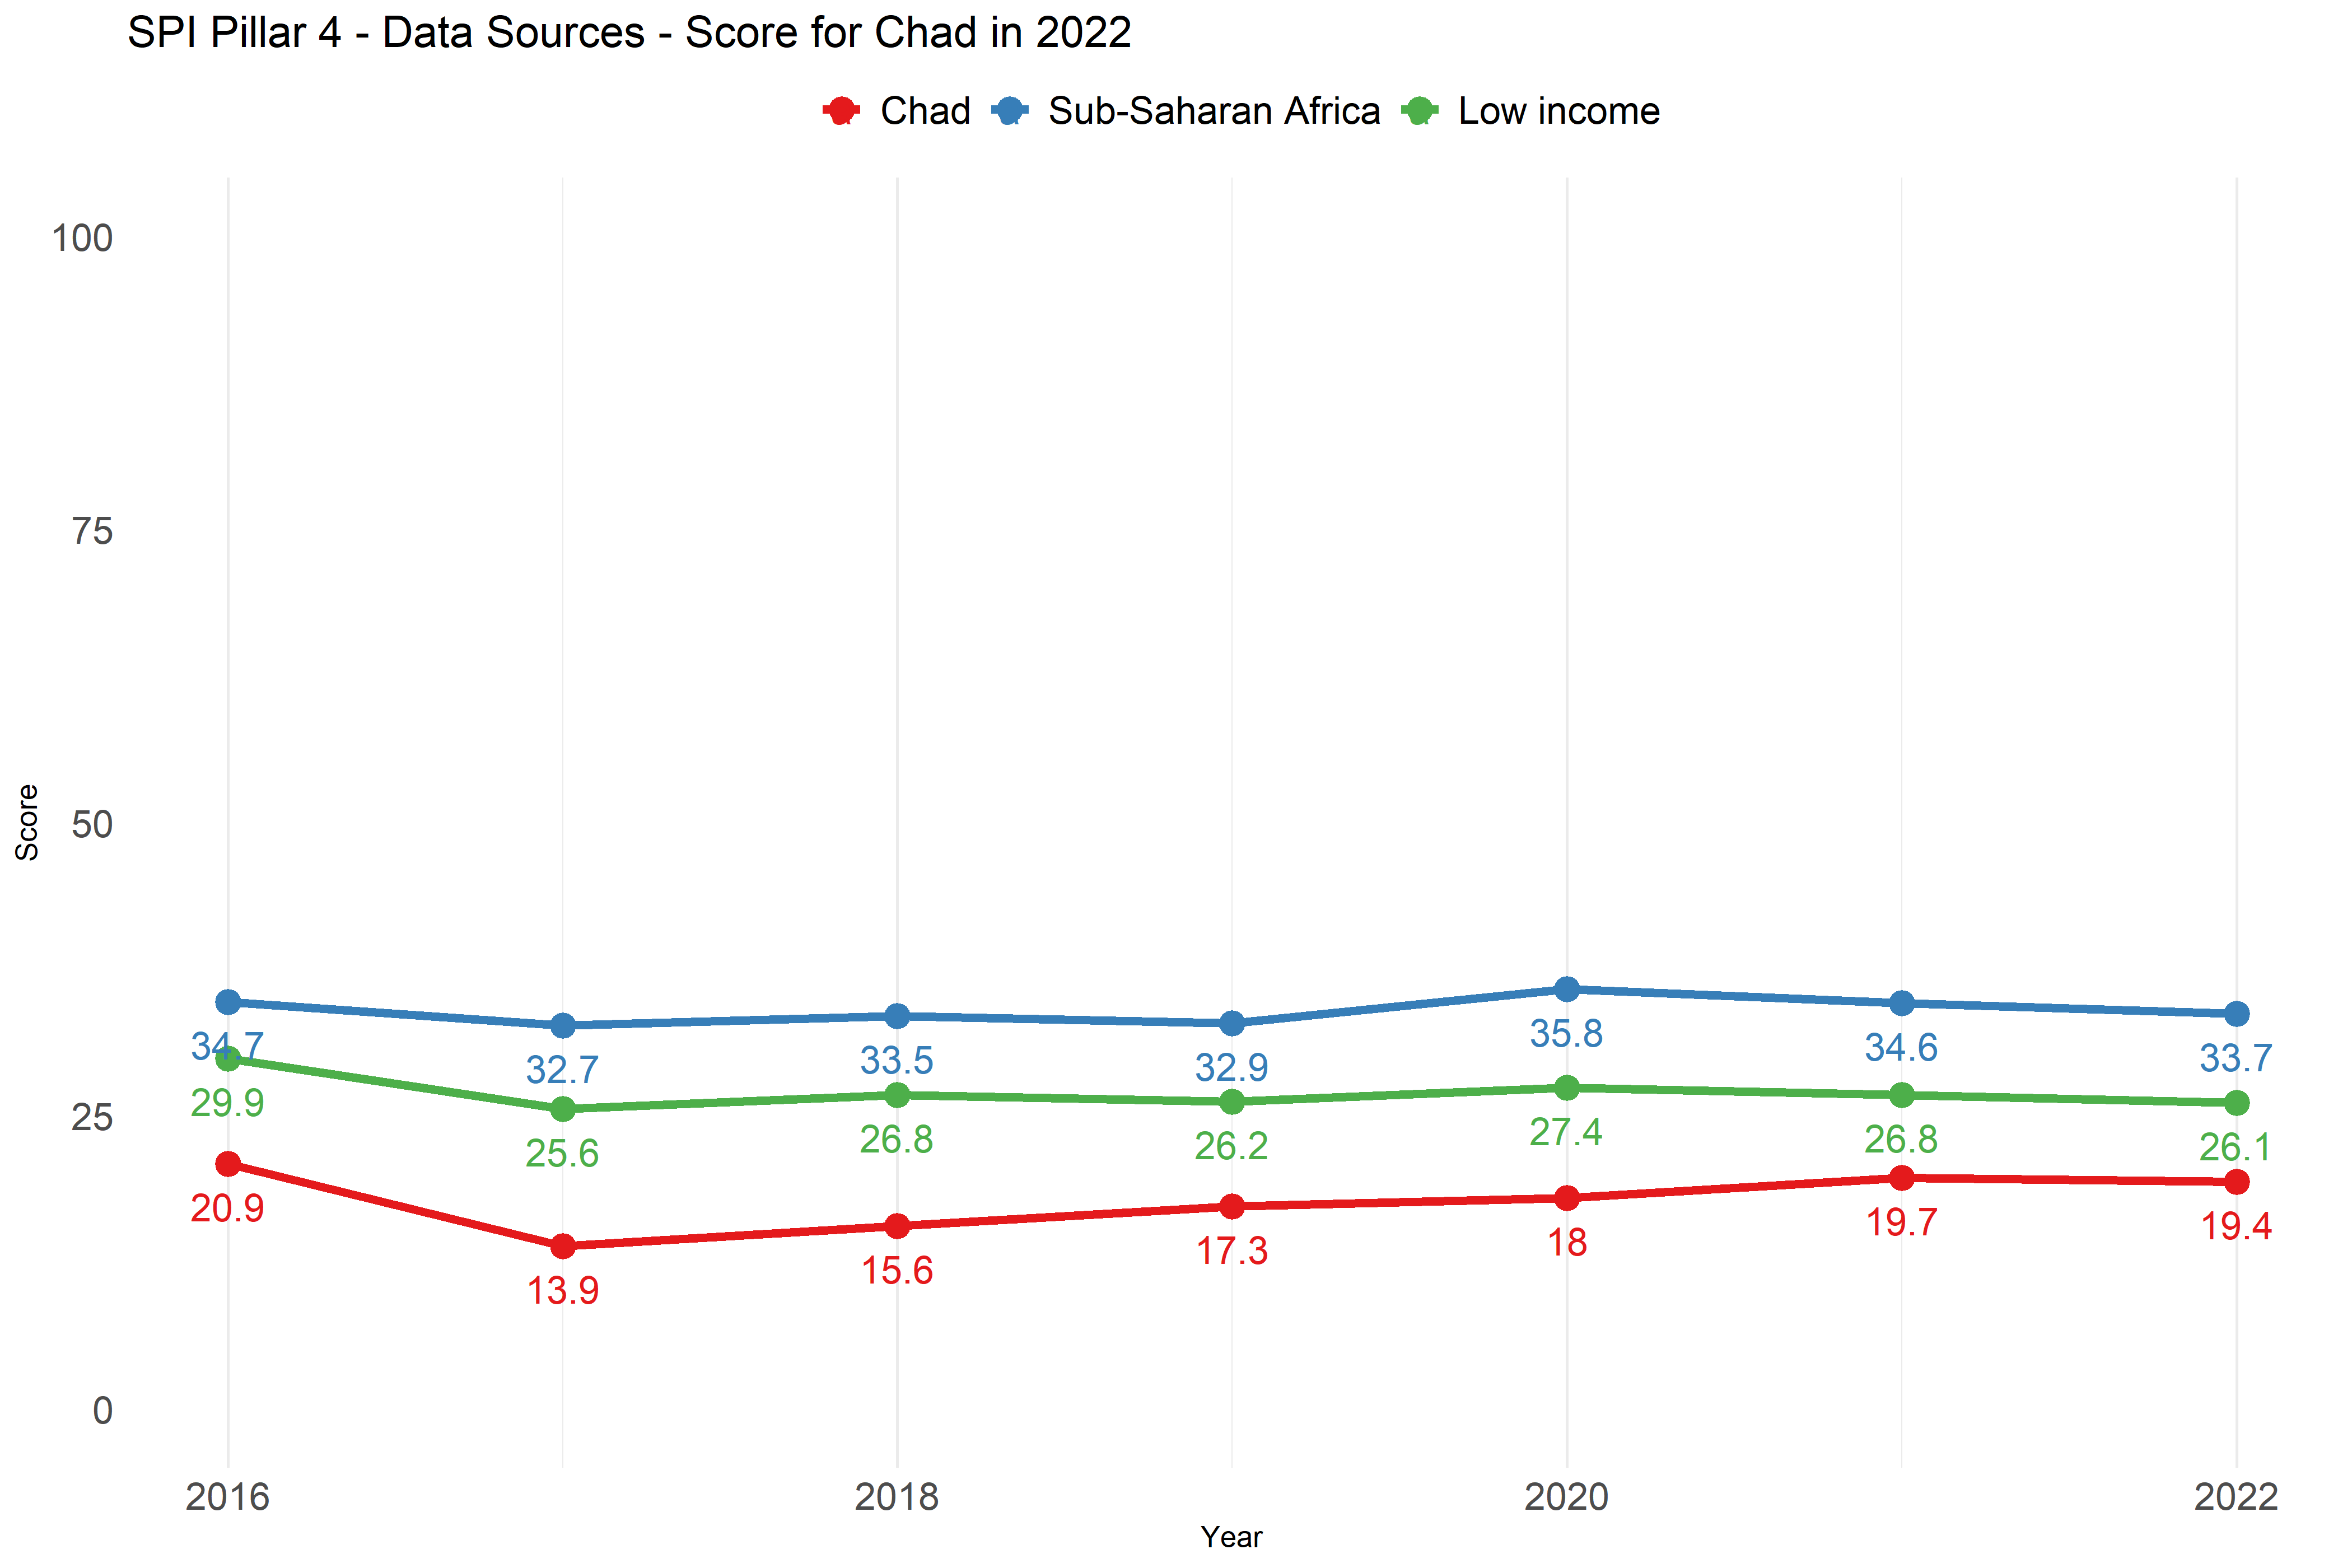 SPI Pillar 4 - Data Sources - Score for Chad in 2022
Chad Sub-Saharan Africa Low income
100
75
50
25
0
Score
34.7 32.7 33.5 32.9 35.8 34.6 33.7
29.9 25.6 26.8 26.2 27.4 26.8 26.1
20.9 13.9 15.6 17.3 18 19.7 19.4
2016 2018 2020 2022
Year